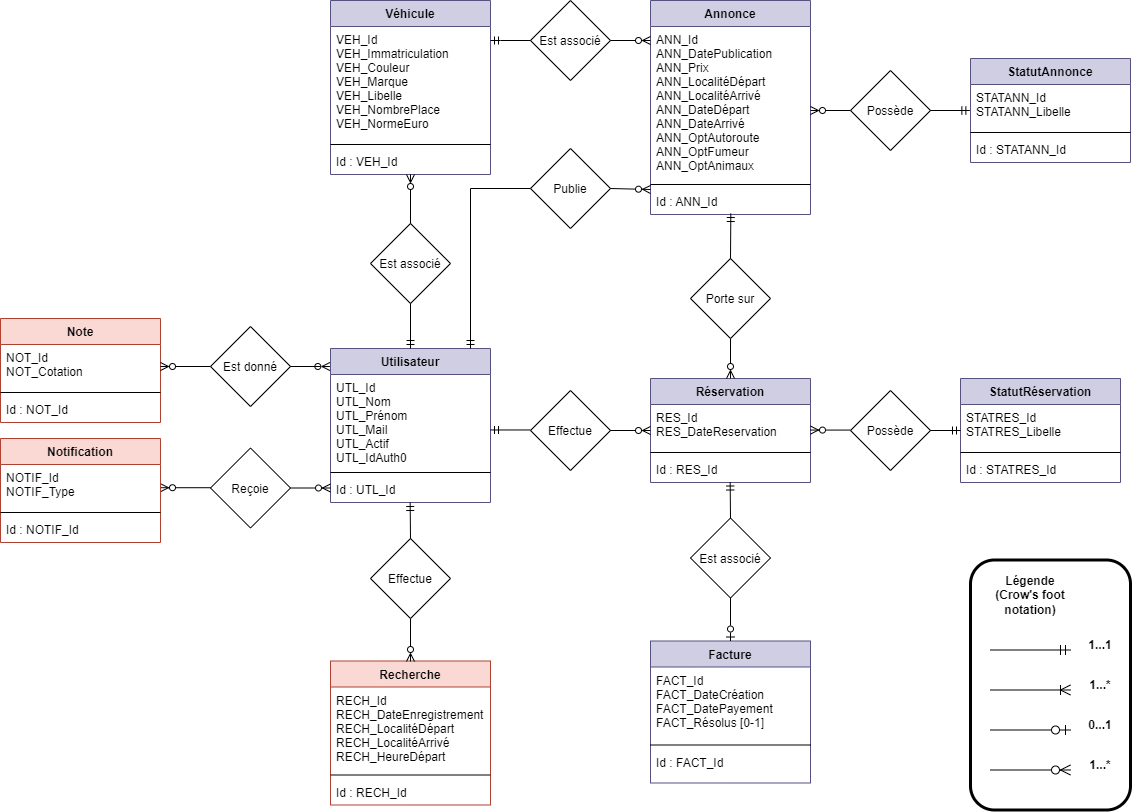 Véhicule
VEH_Id
VEH_Immatriculation
VEH_Couleur
VEH_Marque
VEH_Libelle
VEH_NombrePlace
VEH_NormeEuro
Id : VEH_Id
Est associé
Annonce
ANN_Id
ANN_DatePublication
ANN_Prix
ANN_LocalitéDépart
ANN_LocalitéArrivé
ANN_DateDépart
ANN_DateArrivé
ANN_OptAutoroute
ANN_OptFumeur
ANN_OptAnimaux
Id : ANN_Id
Possède
StatutAnnonce
STATANN_Id
STATANN_Libelle
Id : STATANN_Id
Publie
Est associé
Porte sur
Note
NOT_Id
NOT_Cotation
Id : NOT_Id
Est donné
Utilisateur
UTL_Id
UTL_Nom
UTL_Prénom
UTL_Mail
UTL_Actif
UTL_IdAuth0
Id : UTL_Id
Effectue
Réservation
RES_Id
RES_DateReservation
Id : RES_Id
Possède
StatutRéservation
STATRES_Id
STATRES_Libelle
Id : STATRES_Id
Notification
NOTIF_Id
NOTIF_Type
Id : NOTIF_Id
Reçoie
Effectue
Est associé
Recherche
RECH_Id
RECH_DateEnregistrement
RECH_LocalitéDépart
RECH_LocalitéArrivé
RECH_HeureDépart
Id : RECH_Id
Facture
FACT_Id
FACT_DateCréation
FACT_DatePayement
FACT_Résolus [0-1]
Id : FACT_Id
Légende
(Crow's foot
notation)
1...1
1...*
0...1
1...*